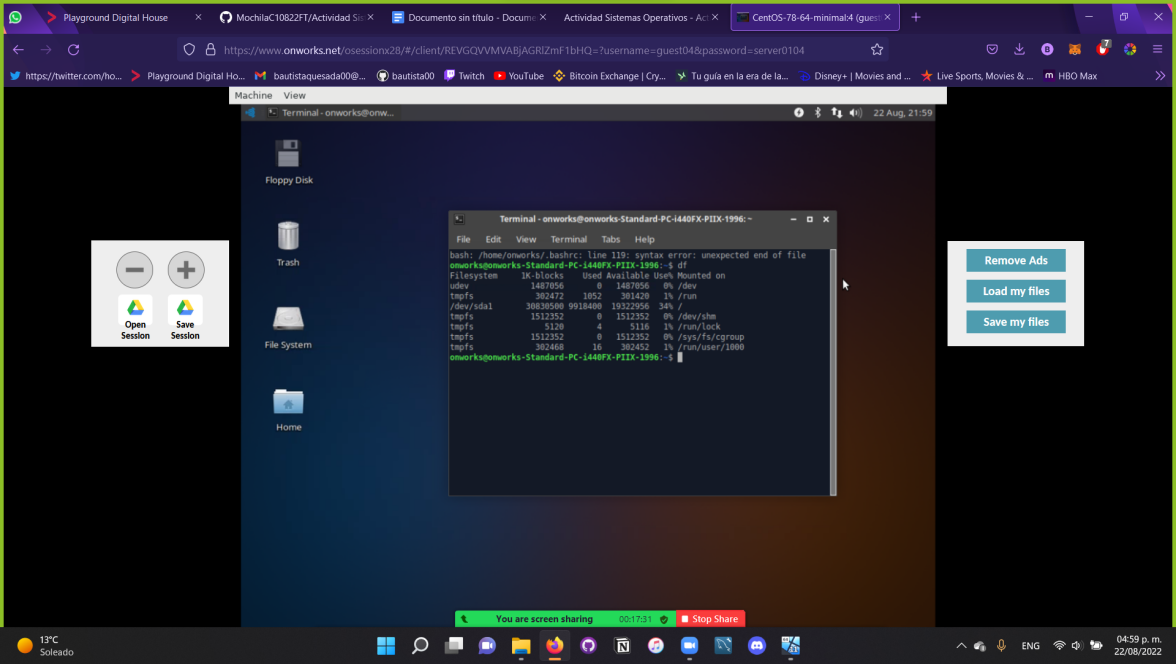 Playground Digital House
MochilaC10822FT/Actividad Sis
Documento sin título - Docume
Actividad Sistemas Operativos - Act
CentOS-78-64-minimal:4 (guest
https://www.onworks.net/osessionx28/#/client/REVGQVVMVABjAGRlZmF1bHQ=?username=guest04&password=server0104
B
7
https://twitter.com/ho...
Playground Digital Ho...
bautistaquesada00@...
bautista00
Twitch
YouTube
Bitcoin Exchange | Cry...
Tu guía en la era de la...
Disney+ | Movies and ...
Live Sports, Movies & ...
HBO Max
Machine View
Terminal - onworks@onw...
22 Aug, 21:59
Floppy Disk
Trash
File System
Home
Open Session
Save Session
Terminal - onworks@onworks-Standard-PC-i440FX-PIIX-1996: ~
File Edit View Terminal Tabs Help
bash: /home/onworks/.bashrc: line 119: syntax error: unexpected end of file
onworks@onworks-Standard-PC-i440FX-PIIX-1996:~$ df
Filesystem 1K-blocks Used Available Use% Mounted on
udev 1487056 0 1487056 0% /dev
tmpfs 302472 1052 301420 1% /run
/dev/sda1 30830500 9918400 19322956 34% /
tmpfs 1512352 0 1512352 0% /dev/shm
tmpfs 5120 4 5116 1% /run/lock
tmpfs 1512352 0 1512352 0% /sys/fs/cgroup
tmpfs 302468 16 302452 1% /run/user/1000
onworks@onworks-Standard-PC-i440FX-PIIX-1996:~$
Remove Ads
Load my files
Save my files
You are screen sharing 00:17:31 Stop Share
13°C
Soleado
ENG
04:59 p. m.
22/08/2022